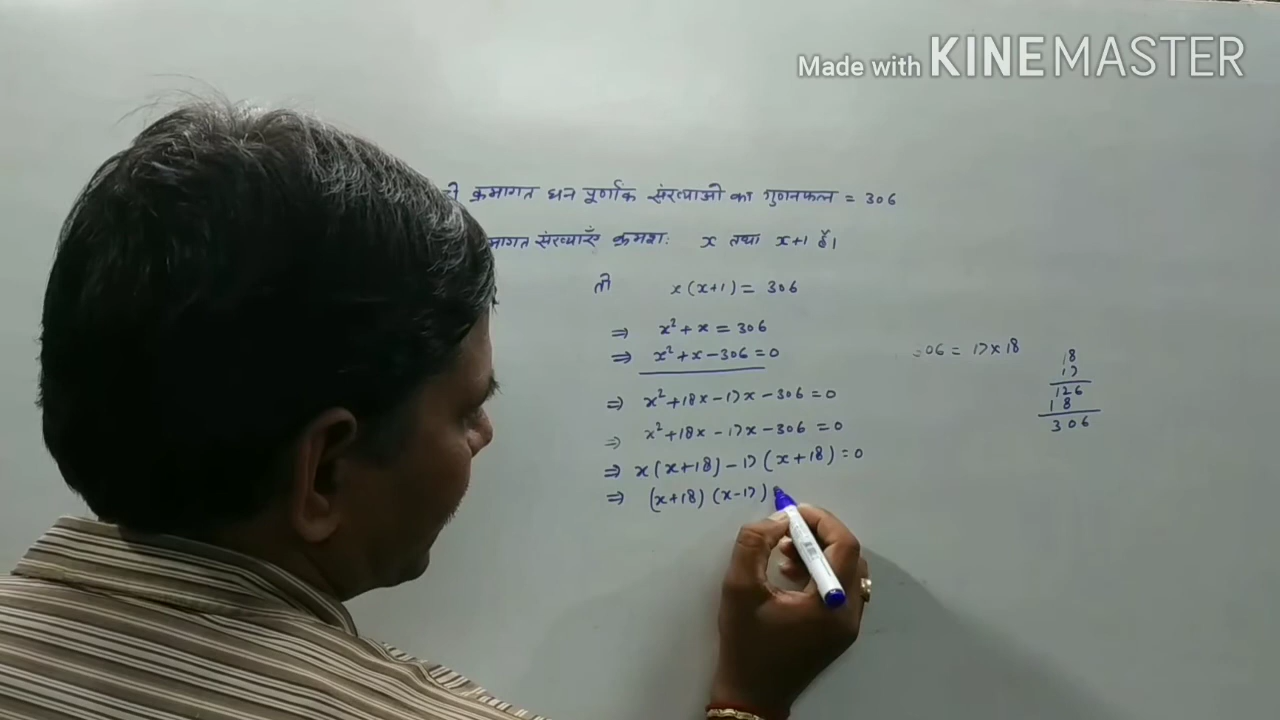 Made with KINEMASTER
क्रमागत धन पूर्णांक संख्याओं का गुणनफल = 306
संख्याएँ क्रमशः x तथा x+1 हैं।
तो x(x+1) = 306
⇒ x² + x = 306
⇒ x² + x - 306 = 0
⇒ x² + 18x - 17x - 306 = 0
⇒ x² + 18x - 17x - 306 = 0
⇒ x(x+18) - 17(x+18) = 0
⇒ (x+18) (x-17)
06 = 17 x 18
18
17
126
18
306